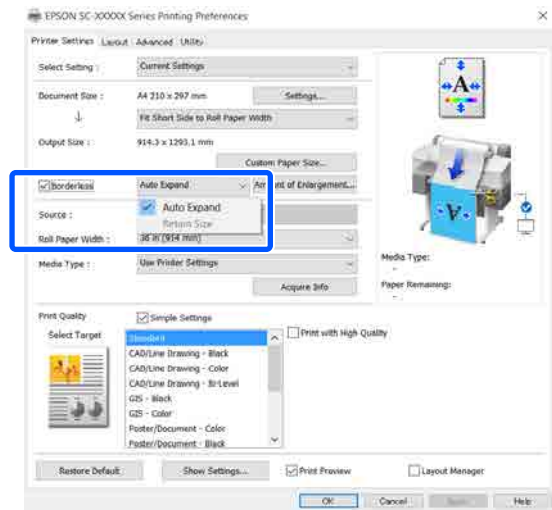 EPSON SC-XXXXX Series Printing Preferences
Printer Settings Layout Advanced Utility
Select Setting : Current Settings
Document Size : A4 210 x 297 mm Settings...
Fit Short Side to Roll Paper Width
Output Size : 914.3 x 1293.1 mm
Custom Paper Size...
Borderless Auto Expand Amount of Enlargement...
Auto Expand
Source :
Retain Size
Roll Paper Width : 36 in (914 mm)
Media Type : Use Printer Settings
Acquire Info
A
Media Type:
-
Paper Remaining:
-
Print Quality Simple Settings
Select Target
Standard
CAD/Line Drawing - Black
CAD/Line Drawing - Color
CAD/Line Drawing - Bi-Level
GIS - Black
GIS - Color
Poster/Document - Color
Poster/Document - Black
Print with High Quality
Restore Default Show Settings... Print Preview Layout Manager
OK Cancel Help